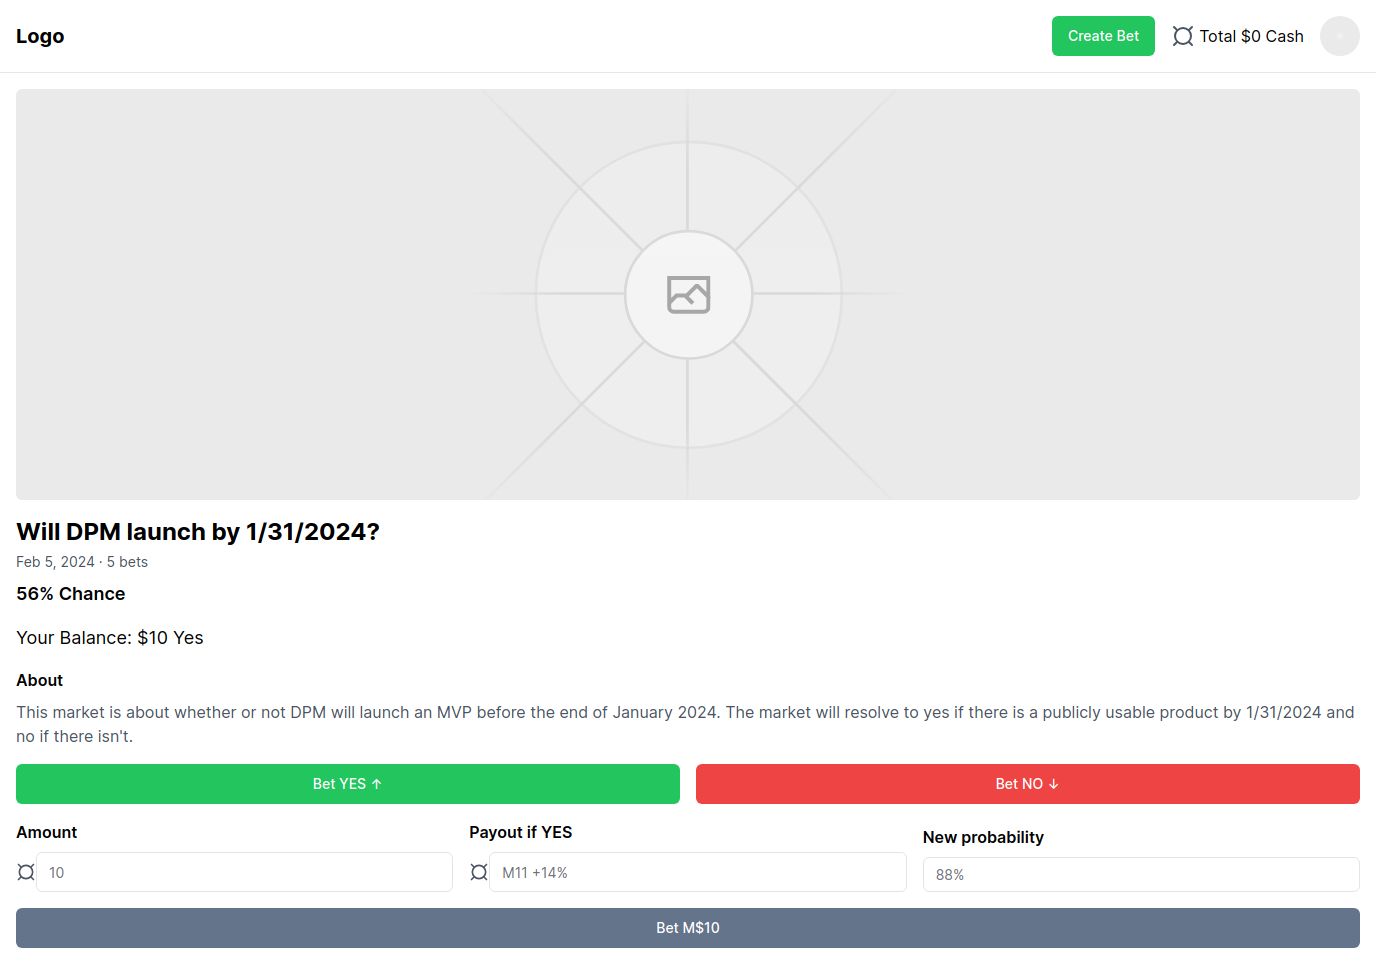 Logo
Create Bet
Total $0 Cash
Will DPM launch by 1/31/2024?
Feb 5, 2024 · 5 bets
56% Chance
Your Balance: $10 Yes
About
This market is about whether or not DPM will launch an MVP before the end of January 2024. The market will resolve to yes if there is a publicly usable product by 1/31/2024 and
no if there isn't.
Bet YES ↑
Bet NO ↓
Amount
Payout if YES
New probability
10
M11 +14%
88%
Bet M$10